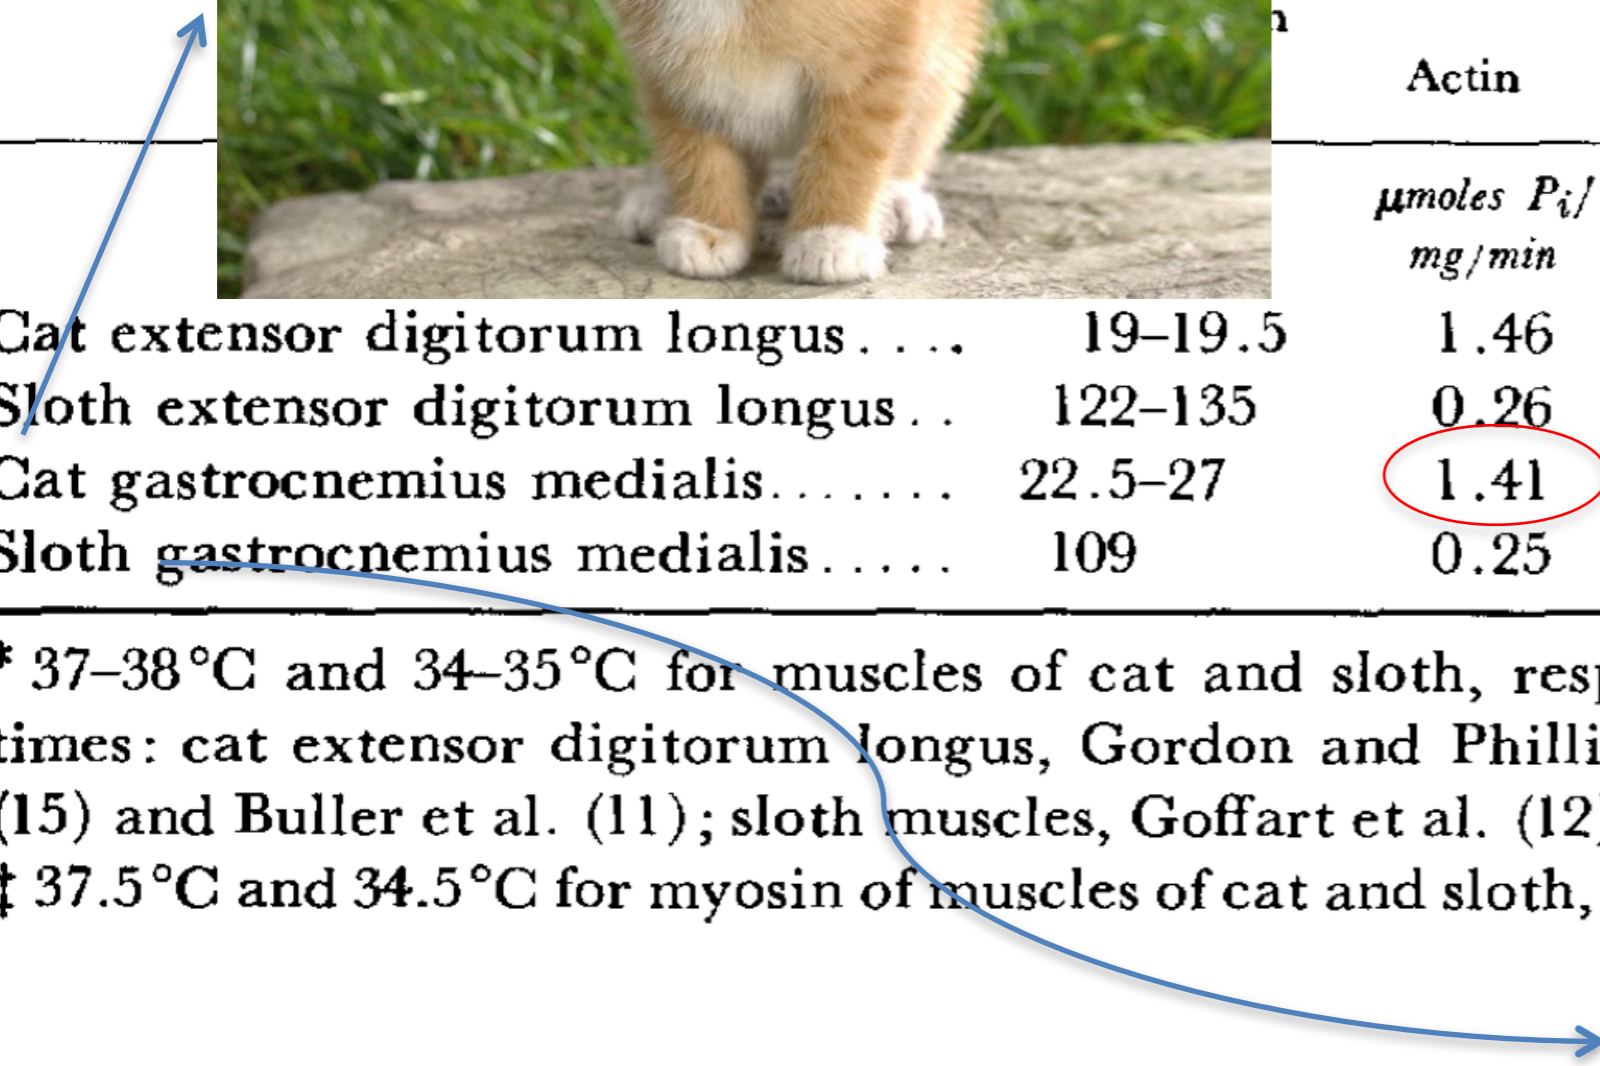 Actin
μmoles Pi/
mg/min
Cat extensor digitorum longus.... 19–19.5 1.46
Sloth extensor digitorum longus.. 122–135 0.26
Cat gastrocnemius medialis....... 22.5–27 1.41
Sloth gastrocnemius medialis..... 109 0.25
* 37–38°C and 34–35°C for muscles of cat and sloth,
times: cat extensor digitorum longus, Gordon and
(15) and Buller et al. (11); sloth muscles, Goffart et al. (12)
‡ 37.5°C and 34.5°C for myosin of muscles of cat and sloth,